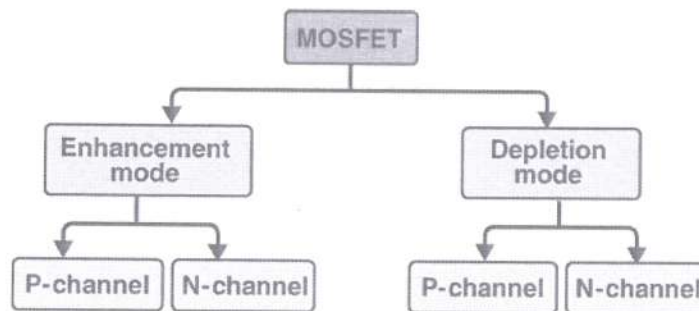 MOSFET
Enhancement
mode
Depletion
mode
P-channel
N-channel
P-channel
N-channel